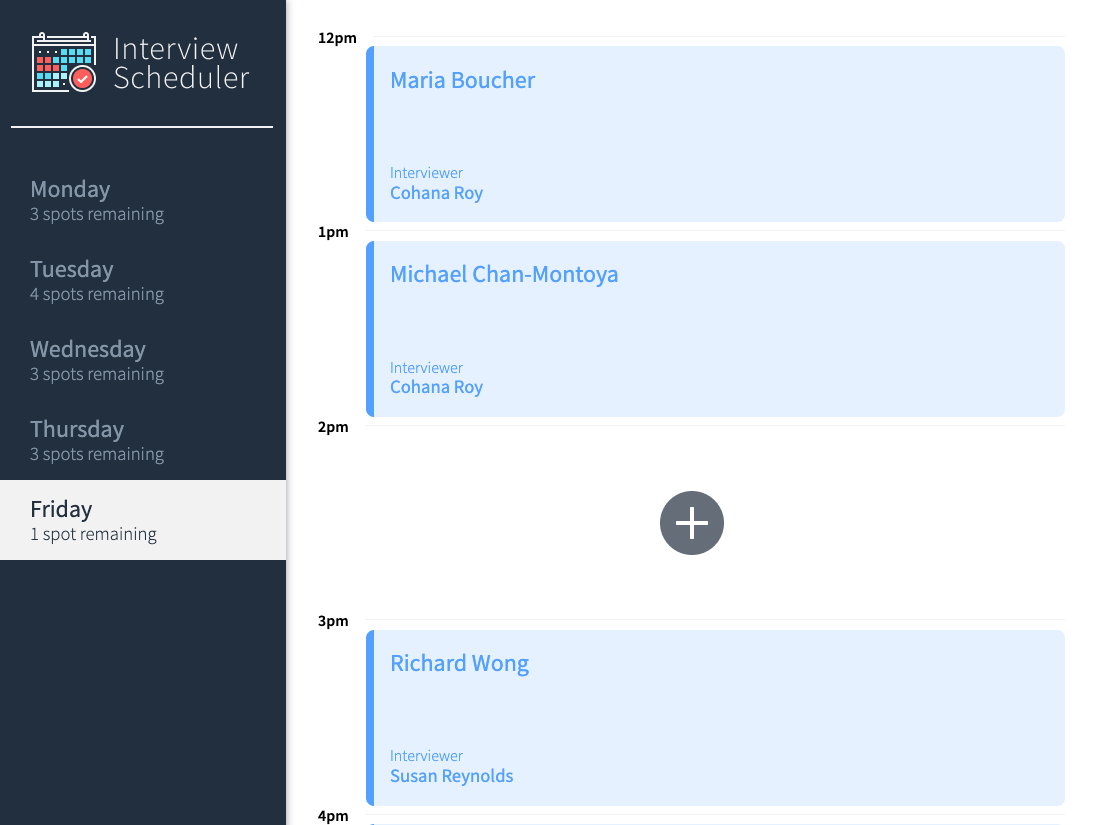 Interview
Scheduler
Monday
3 spots remaining
Tuesday
4 spots remaining
Wednesday
3 spots remaining
Thursday
3 spots remaining
Friday
1 spot remaining
12pm
Maria Boucher
Interviewer
Cohana Roy
1pm
Michael Chan-Montoya
Interviewer
Cohana Roy
2pm
3pm
Richard Wong
Interviewer
Susan Reynolds
4pm